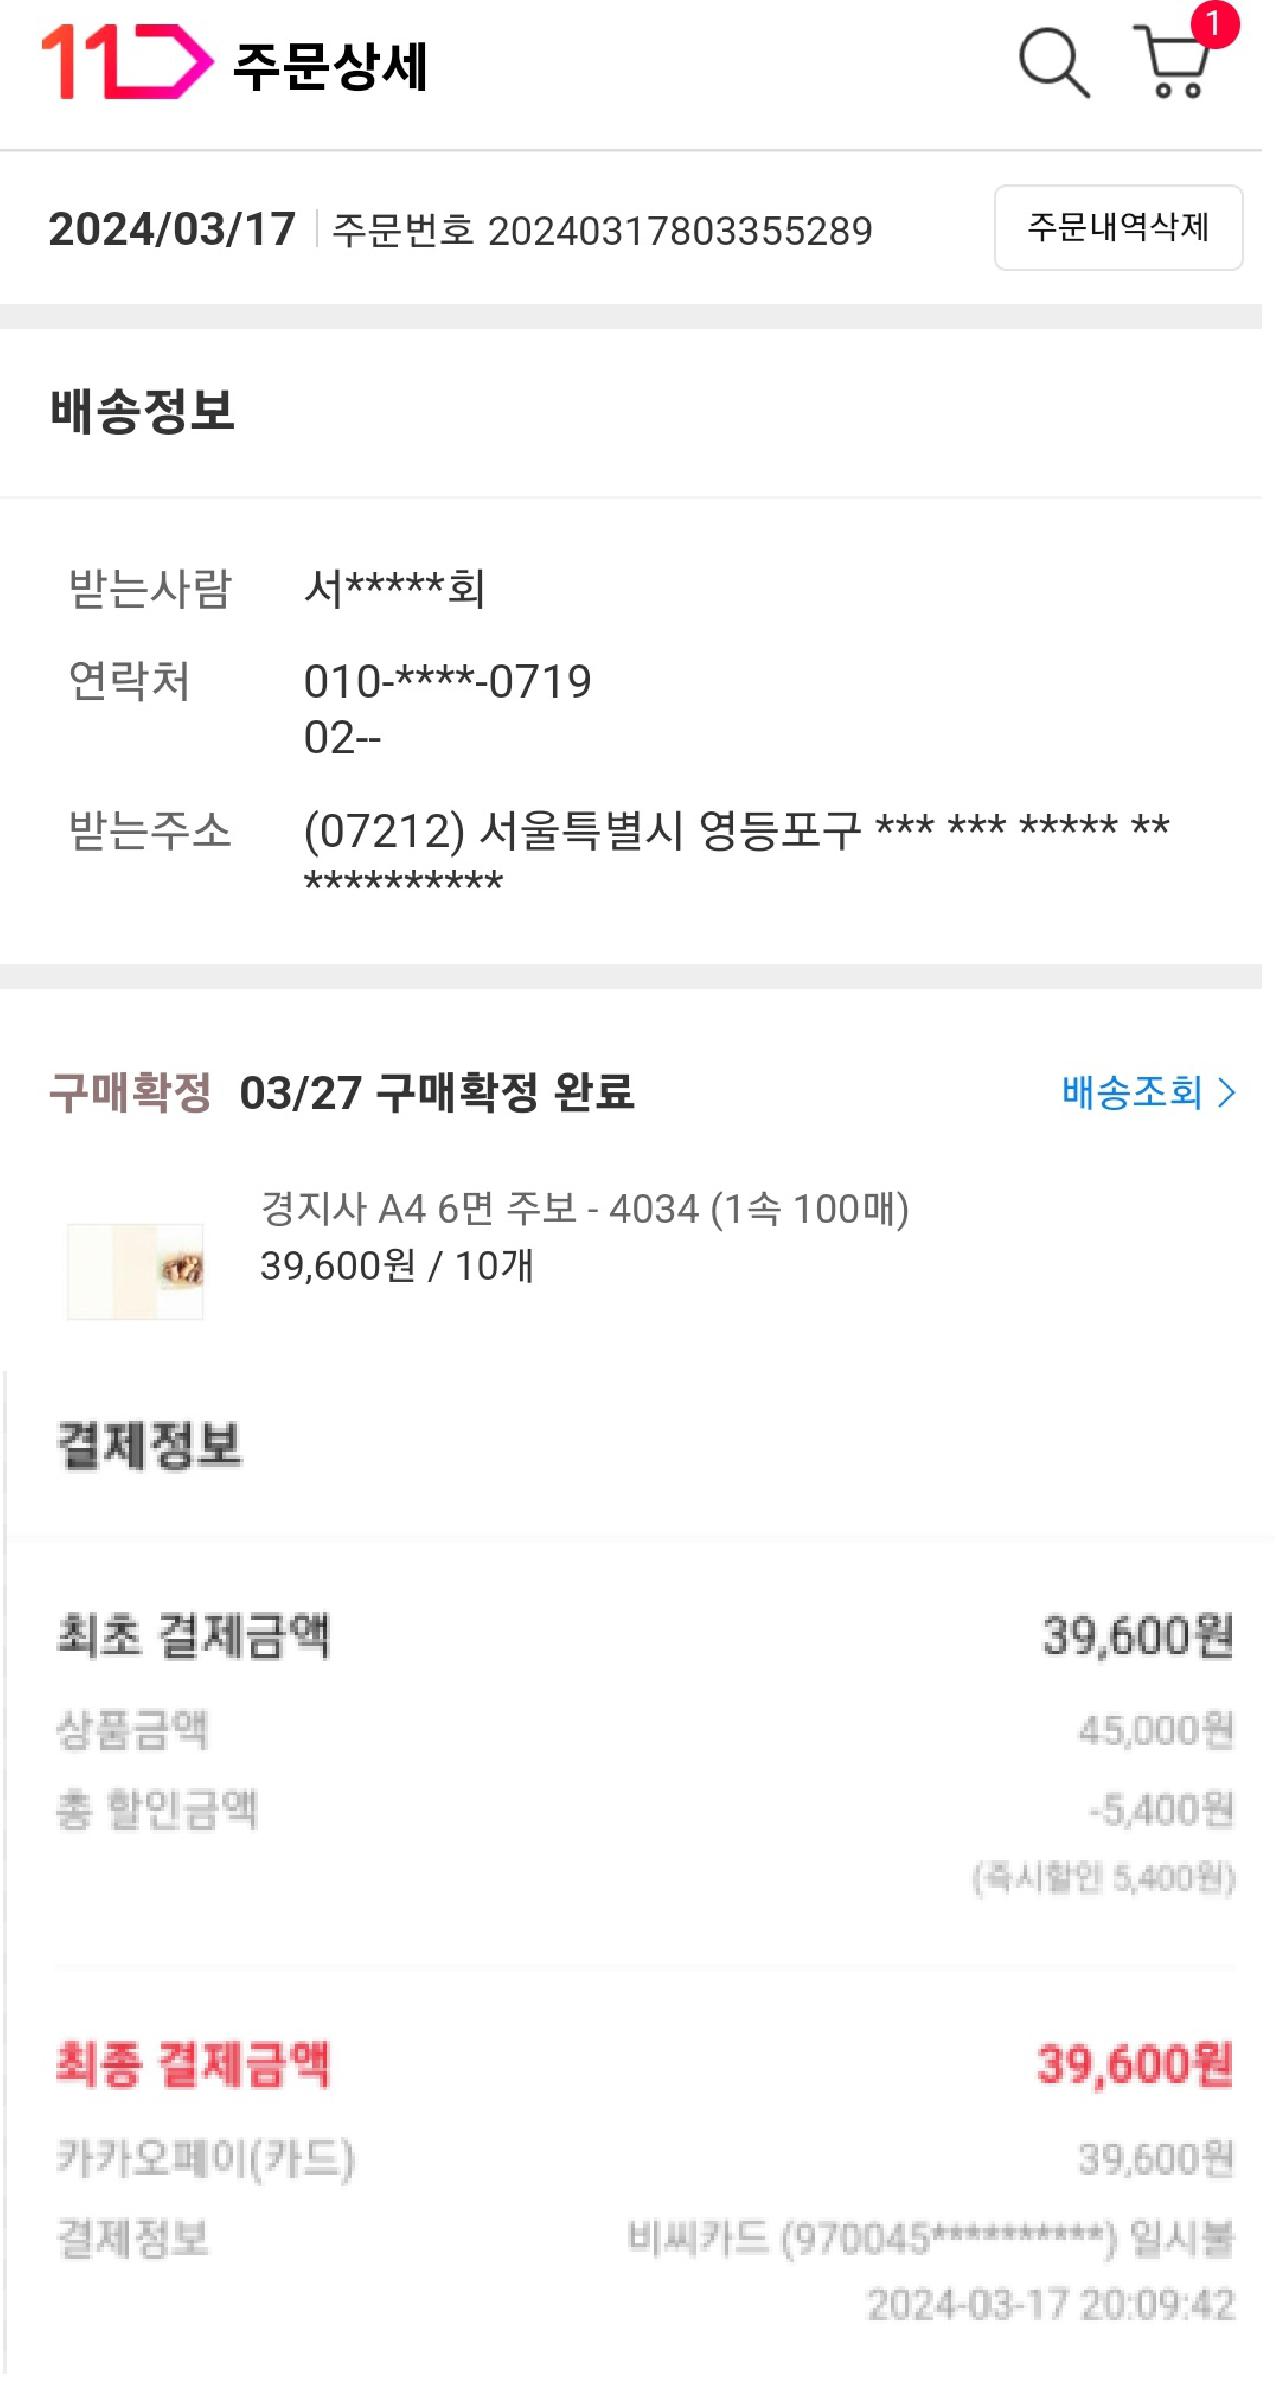 11 주문상세
1
2024/03/17 주문번호 20240317803355289
주문내역삭제
배송정보
받는사람 서*****회
연락처 010-****-0719
02--
받는주소 (07212) 서울특별시 영등포구 *** *** ***** **
**********
구매확정 03/27 구매확정 완료 배송조회 >
경지사 A4 6면 주보 - 4034 (1속 100매)
39,600원 / 10개
결제정보
최초 결제금액 39,600원
상품금액 45,000원
총 할인금액 -5,400원
(즉시할인 5,400원)
최종 결제금액 39,600원
카카오페이(카드) 39,600원
결제정보 비씨카드 (970045**********) 일시불
2024-03-17 20:09:42